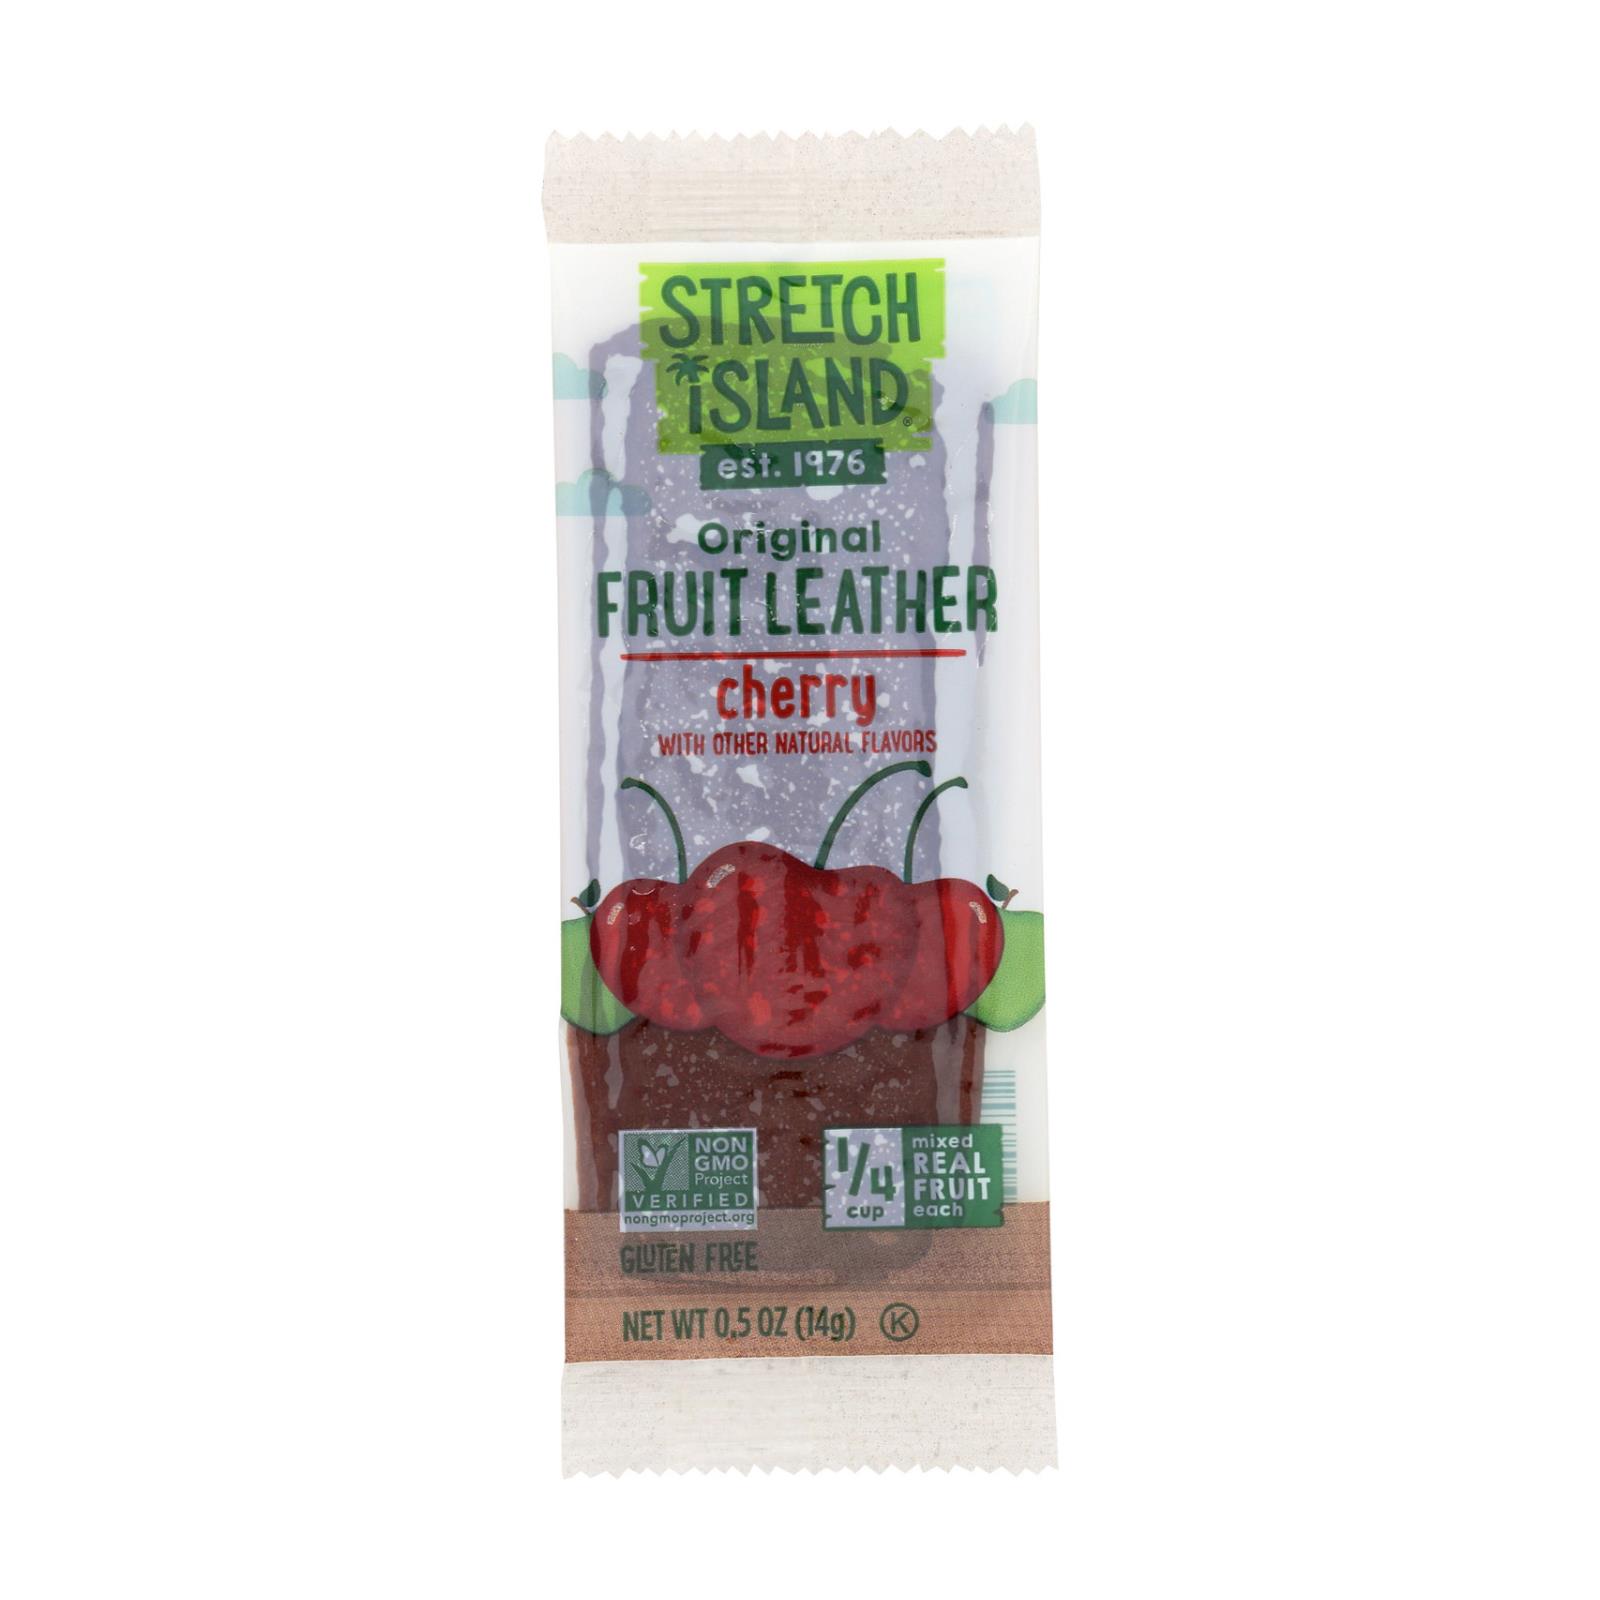 STRETCH
iSLAND®
est. 1976
Original
FRUIT LEATHER
cherry
WITH OTHER NATURAL FLAVORS
NON
GMO
Project
VERIFIED
nongmoproject.org
1/4
cup
mixed
REAL
FRUIT
each
GLUTEN FREE
NET WT 0.5 OZ (14g) K